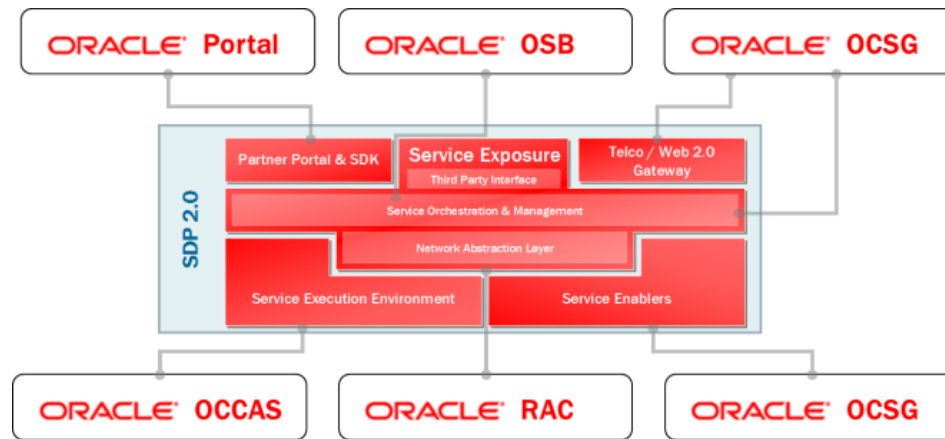 ORACLE Portal
ORACLE OSB
ORACLE OCSG
Partner Portal & SDK
Service Exposure
Third Party Interface
Telco / Web 2.0
Gateway
SDP 2.0
Service Orchestration & Management
Network Abstraction Layer
Service Execution Environment
Service Enablers
ORACLE OCCAS
ORACLE RAC
ORACLE OCSG